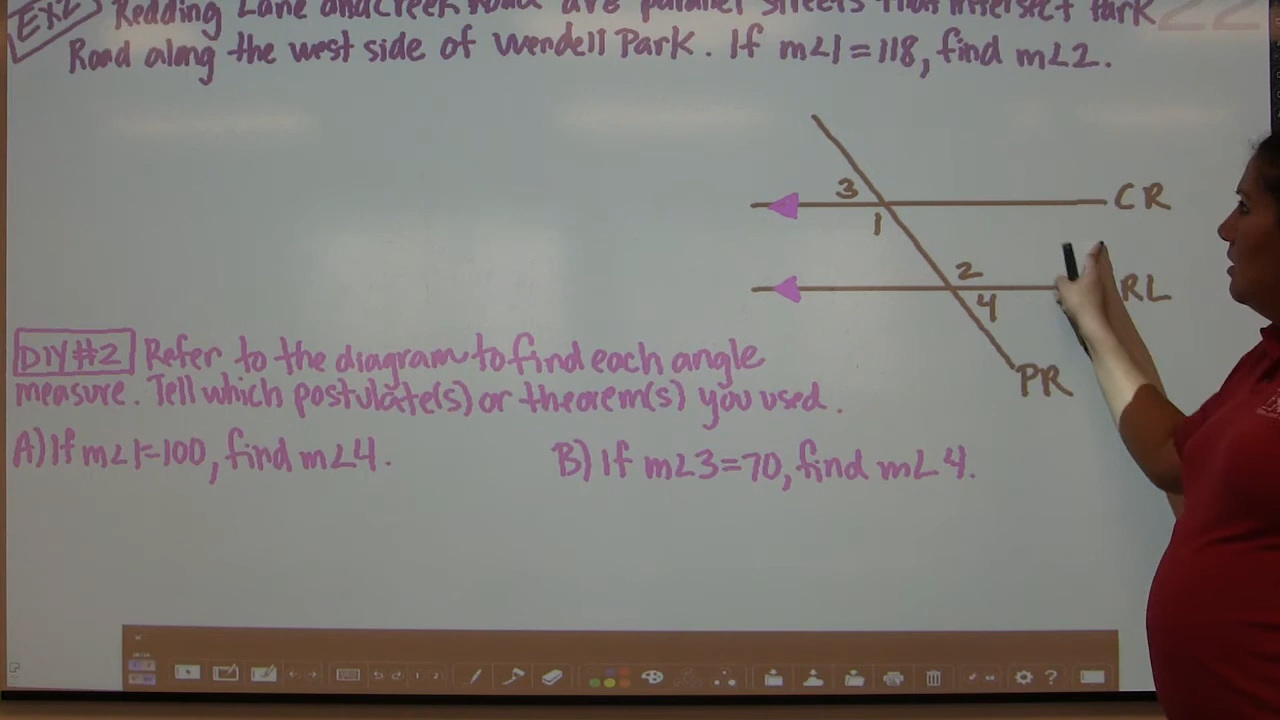 Ex2 Redding Lane and Creek Road are parallel streets that intersect Park
Road along the west side of Wendell Park. If m∠1=118, find m∠2.
22
3
CR
1
2
RL
4
PR
DIY#2 Refer to the diagram to find each angle
measure. Tell which postulate(s) or theorem(s) you used.
A) If m∠1=100, find m∠4.
B) If m∠3=70, find m∠4.